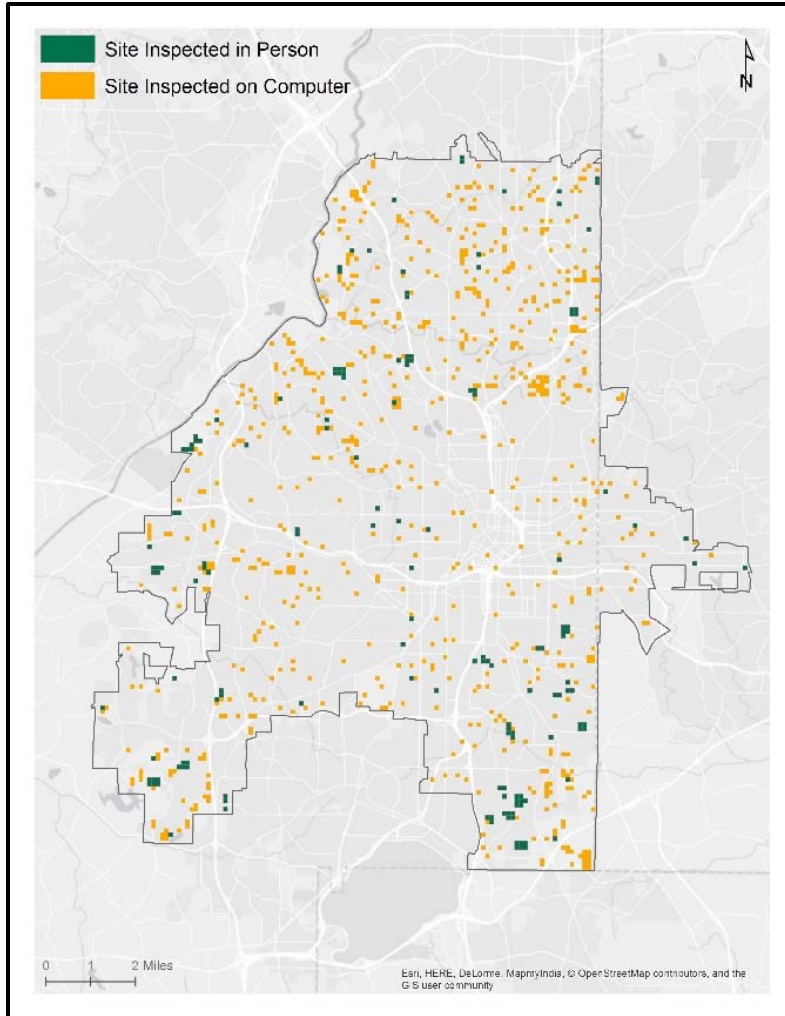 Site Inspected in Person
Site Inspected on Computer
N
0 1 2 Miles
Esri, HERE, DeLorme, MapmyIndia, © OpenStreetMap contributors, and the
GIS user community